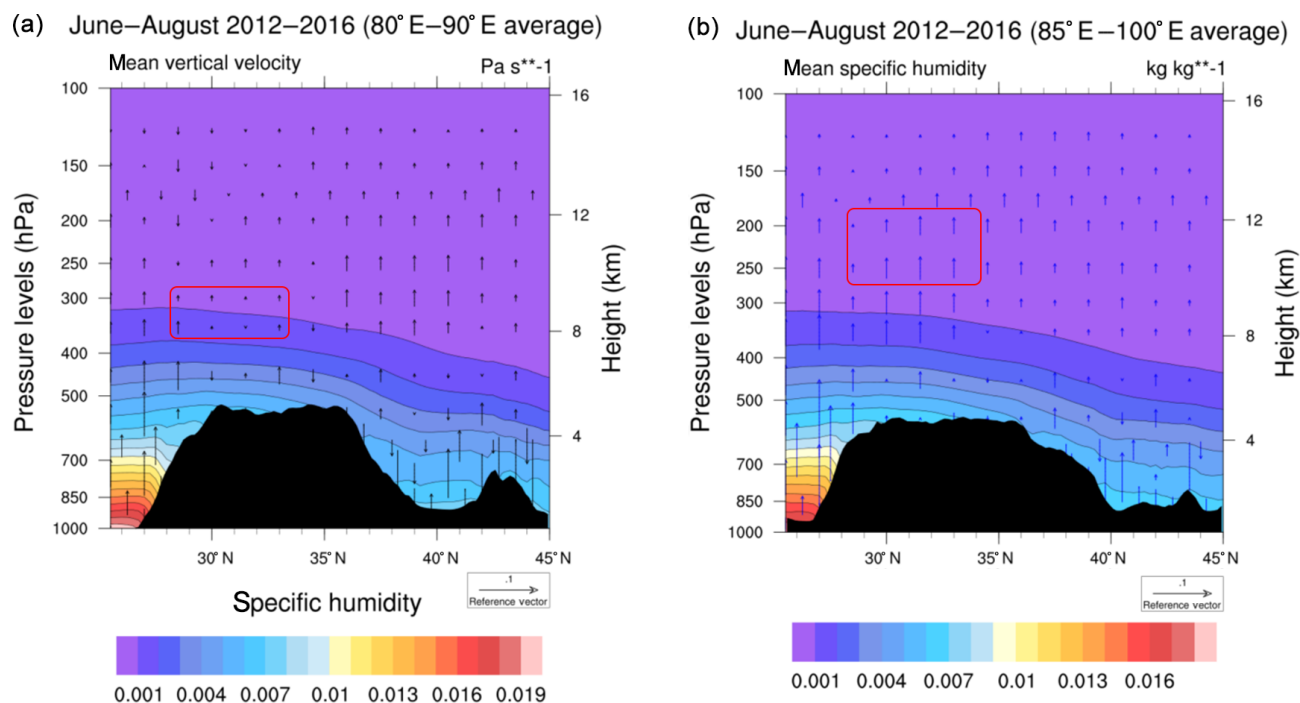 (a) June–August 2012–2016 (80°E–90°E average)
Mean vertical velocity Pa s**-1
100
150
200
250
300
400
500
700
850
1000
Pressure levels (hPa)
16
12
8
4
Height (km)
30°N 35°N 40°N 45°N
.1
Reference vector
Specific humidity
0.001 0.004 0.007 0.01 0.013 0.016 0.019
(b) June–August 2012–2016 (85°E–100°E average)
Mean specific humidity kg kg**-1
100
150
200
250
300
400
500
700
850
1000
Pressure levels (hPa)
16
12
8
4
Height (km)
30°N 35°N 40°N 45°N
.1
Reference vector
0.001 0.004 0.007 0.01 0.013 0.016